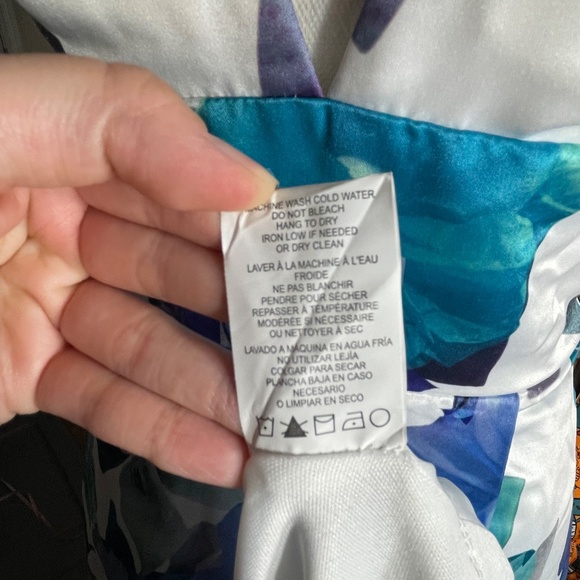 MACHINE WASH COLD WATER
DO NOT BLEACH
HANG TO DRY
IRON LOW IF NEEDED
OR DRY CLEAN
LAVER À LA MACHINE À L'EAU
FROIDE
NE PAS BLANCHIR
PENDRE POUR SÉCHER
REPASSER À TEMPÉRATURE
MODÉRÉE SI NÉCESSAIRE
OU NETTOYER À SEC
LAVADO A MÁQUINA EN AGUA FRÍA
NO UTILIZAR LEJÍA
COLGAR PARA SECAR
PLANCHA BAJA EN CASO
NECESARIO
O LIMPIAR EN SECO